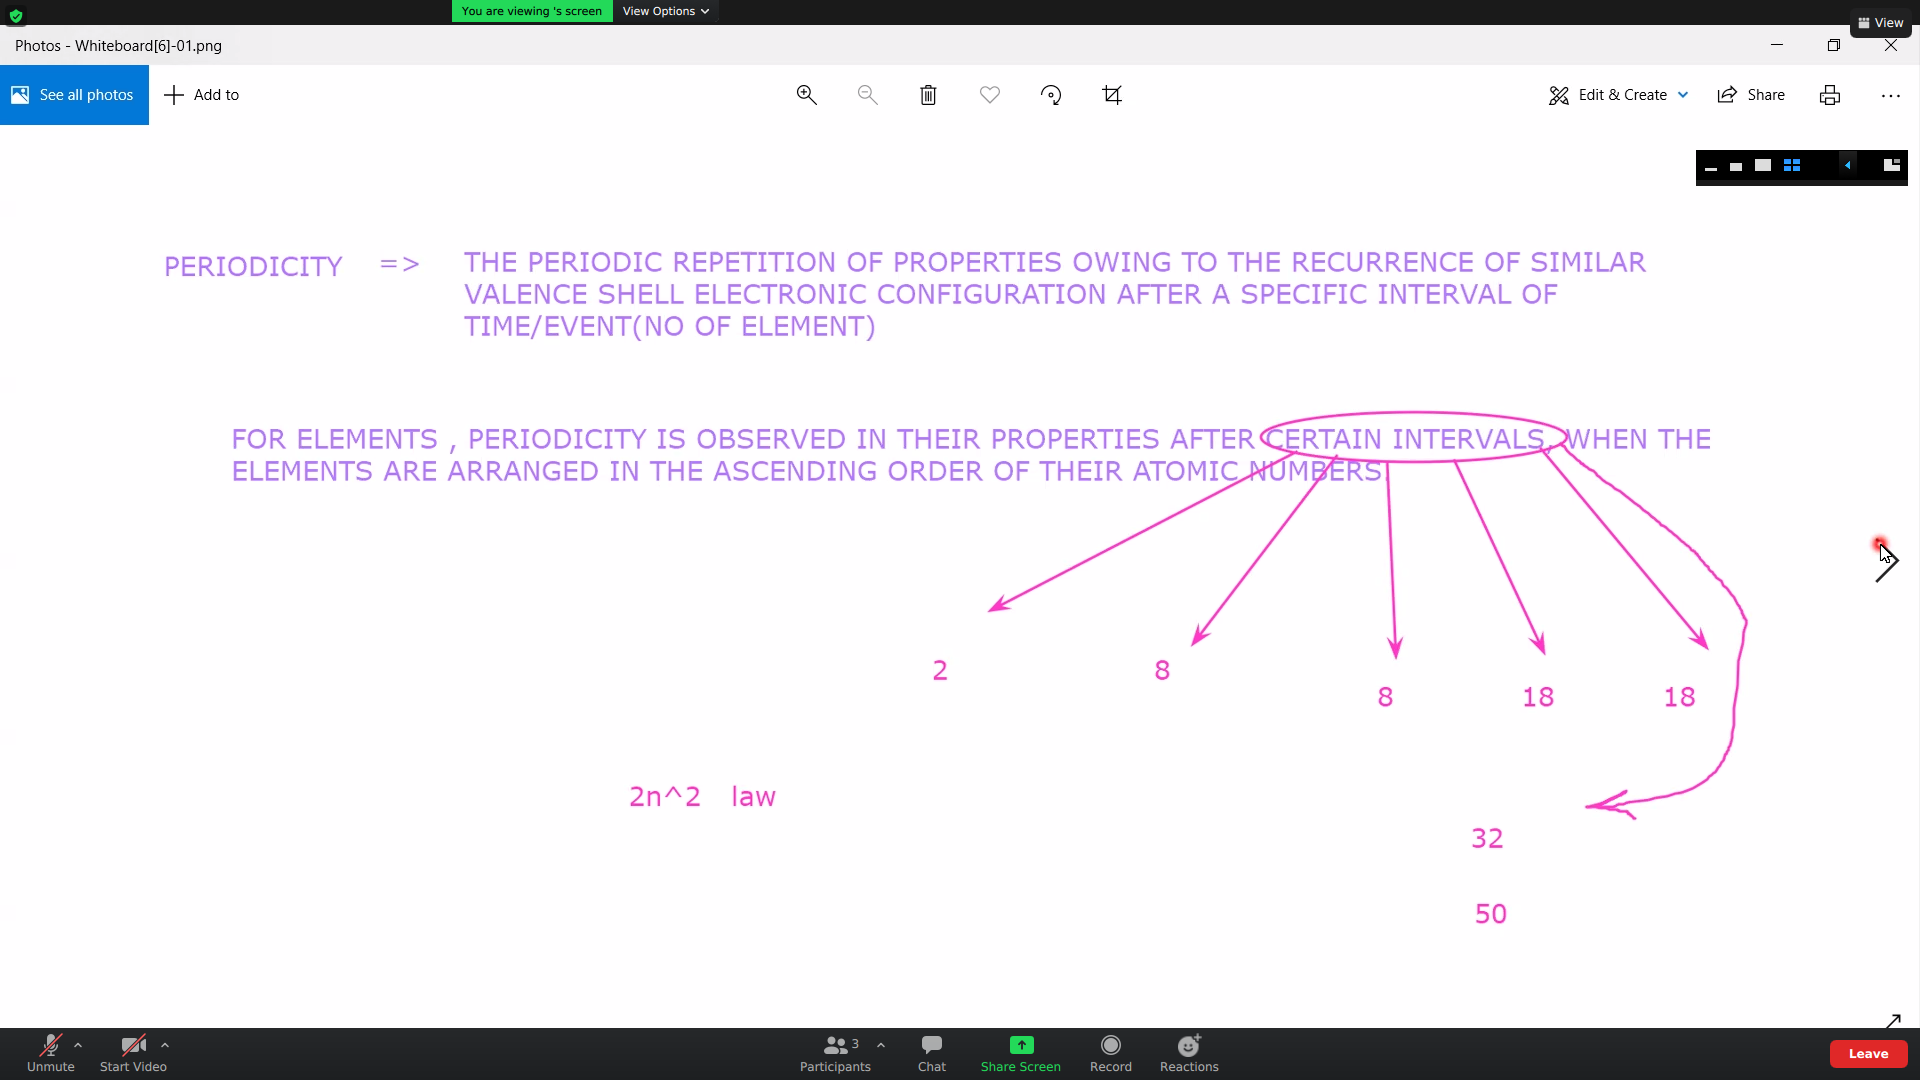 You are viewing 's screen
View Options
View
Photos - Whiteboard[6]-01.png
See all photos
Add to
Edit & Create
Share
PERIODICITY => THE PERIODIC REPETITION OF PROPERTIES OWING TO THE RECURRENCE OF SIMILAR
VALENCE SHELL ELECTRONIC CONFIGURATION AFTER A SPECIFIC INTERVAL OF
TIME/EVENT(NO OF ELEMENT)
FOR ELEMENTS , PERIODICITY IS OBSERVED IN THEIR PROPERTIES AFTER CERTAIN INTERVALS, WHEN THE
ELEMENTS ARE ARRANGED IN THE ASCENDING ORDER OF THEIR ATOMIC NUMBERS.
2 8
8 18 18
2n^2 law
32
50
Unmute
Start Video
3
Participants
Chat
Share Screen
Record
Reactions
Leave